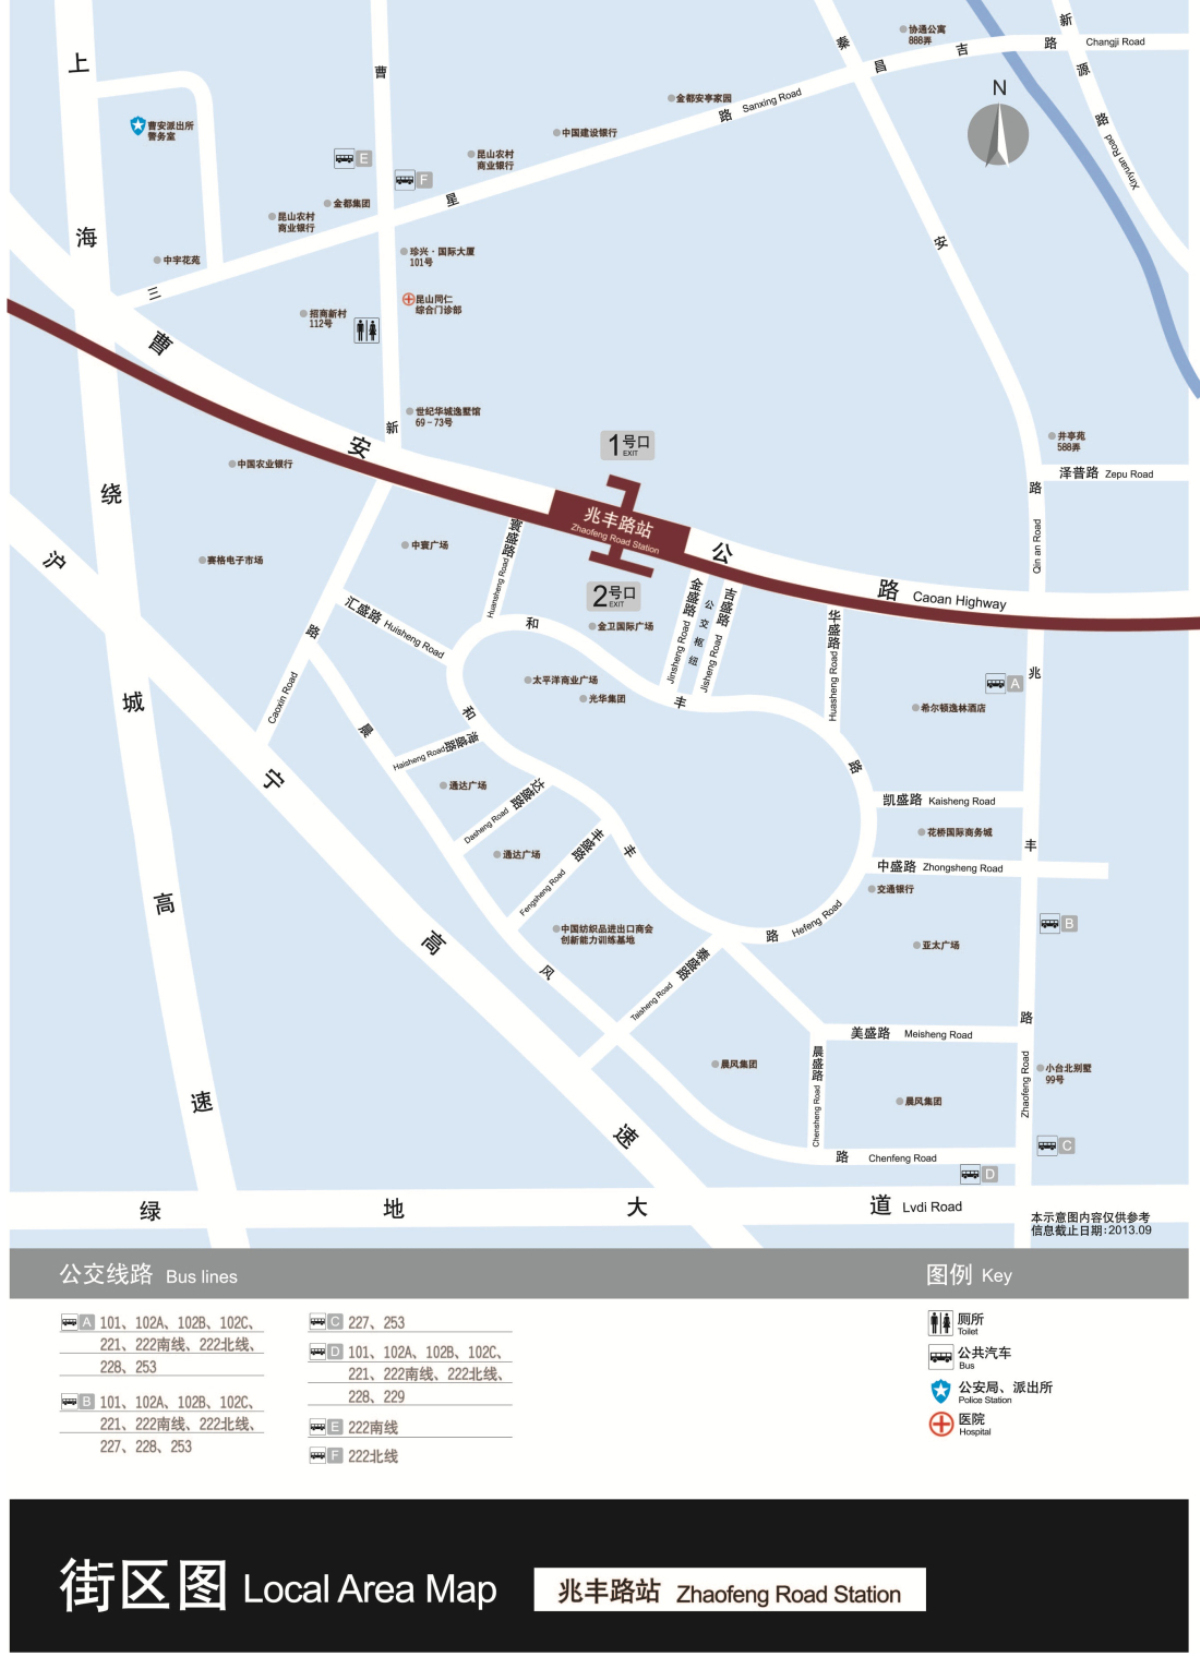 上
海
绕
城
高
速
曹
新
路
Caoxin Road
秦
安
路
Qin an Road
协通公寓
888弄
昌
吉
路
Changji Road
新
源
路
Xinyuan Road
N
曹安派出所
警务室
E
F
金都安亭家园
三
星
路
Sanxing Road
中国建设银行
昆山农村
商业银行
金都集团
昆山农村
商业银行
中宇花苑
珍兴·国际大厦
101号
昆山同仁
综合门诊部
招商新村
112号
世纪华城逸墅馆
69－73号
曹
安
公
路
Caoan Highway
1号口
EXIT
兆丰路站
Zhaofeng Road Station
2号口
EXIT
井亭苑
588弄
泽普路 Zepu Road
中国农业银行
中寰广场
赛格电子市场
沪
宁
高
速
寰盛路
Huansheng Road
汇盛路 Huisheng Road
金卫国际广场
金盛路
Jinsheng Road
公
交
枢
纽
吉盛路
Jisheng Road
华盛路
Huasheng Road
兆
丰
路
Zhaofeng Road
A
希尔顿逸林酒店
太平洋商业广场
光华集团
和
丰
路
和
丰
路
Hefeng Road
晨
风
路
Chenfeng Road
海盛路
Haisheng Road
通达广场
达盛路
Dasheng Road
通达广场
丰盛路
Fengsheng Road
凯盛路 Kaisheng Road
花桥国际商务城
中盛路 Zhongsheng Road
交通银行
B
亚太广场
中国纺织品进出口商会
创新能力训练基地
泰盛路
Taisheng Road
美盛路 Meisheng Road
晨盛路
Chensheng Road
晨风集团
晨风集团
小台北别墅
99号
C
D
绿
地
大
道 Lvdi Road
本示意图内容仅供参考
信息截止日期:2013.09
公交线路 Bus lines
A 101、102A、102B、102C、
221、222南线、222北线、
228、253
B 101、102A、102B、102C、
221、222南线、222北线、
227、228、253
C 227、253
D 101、102A、102B、102C、
221、222南线、222北线、
228、229
E 222南线
F 222北线
图例 Key
厕所
Toilet
公共汽车
Bus
公安局、派出所
Police Station
医院
Hospital
街区图 Local Area Map
兆丰路站 Zhaofeng Road Station